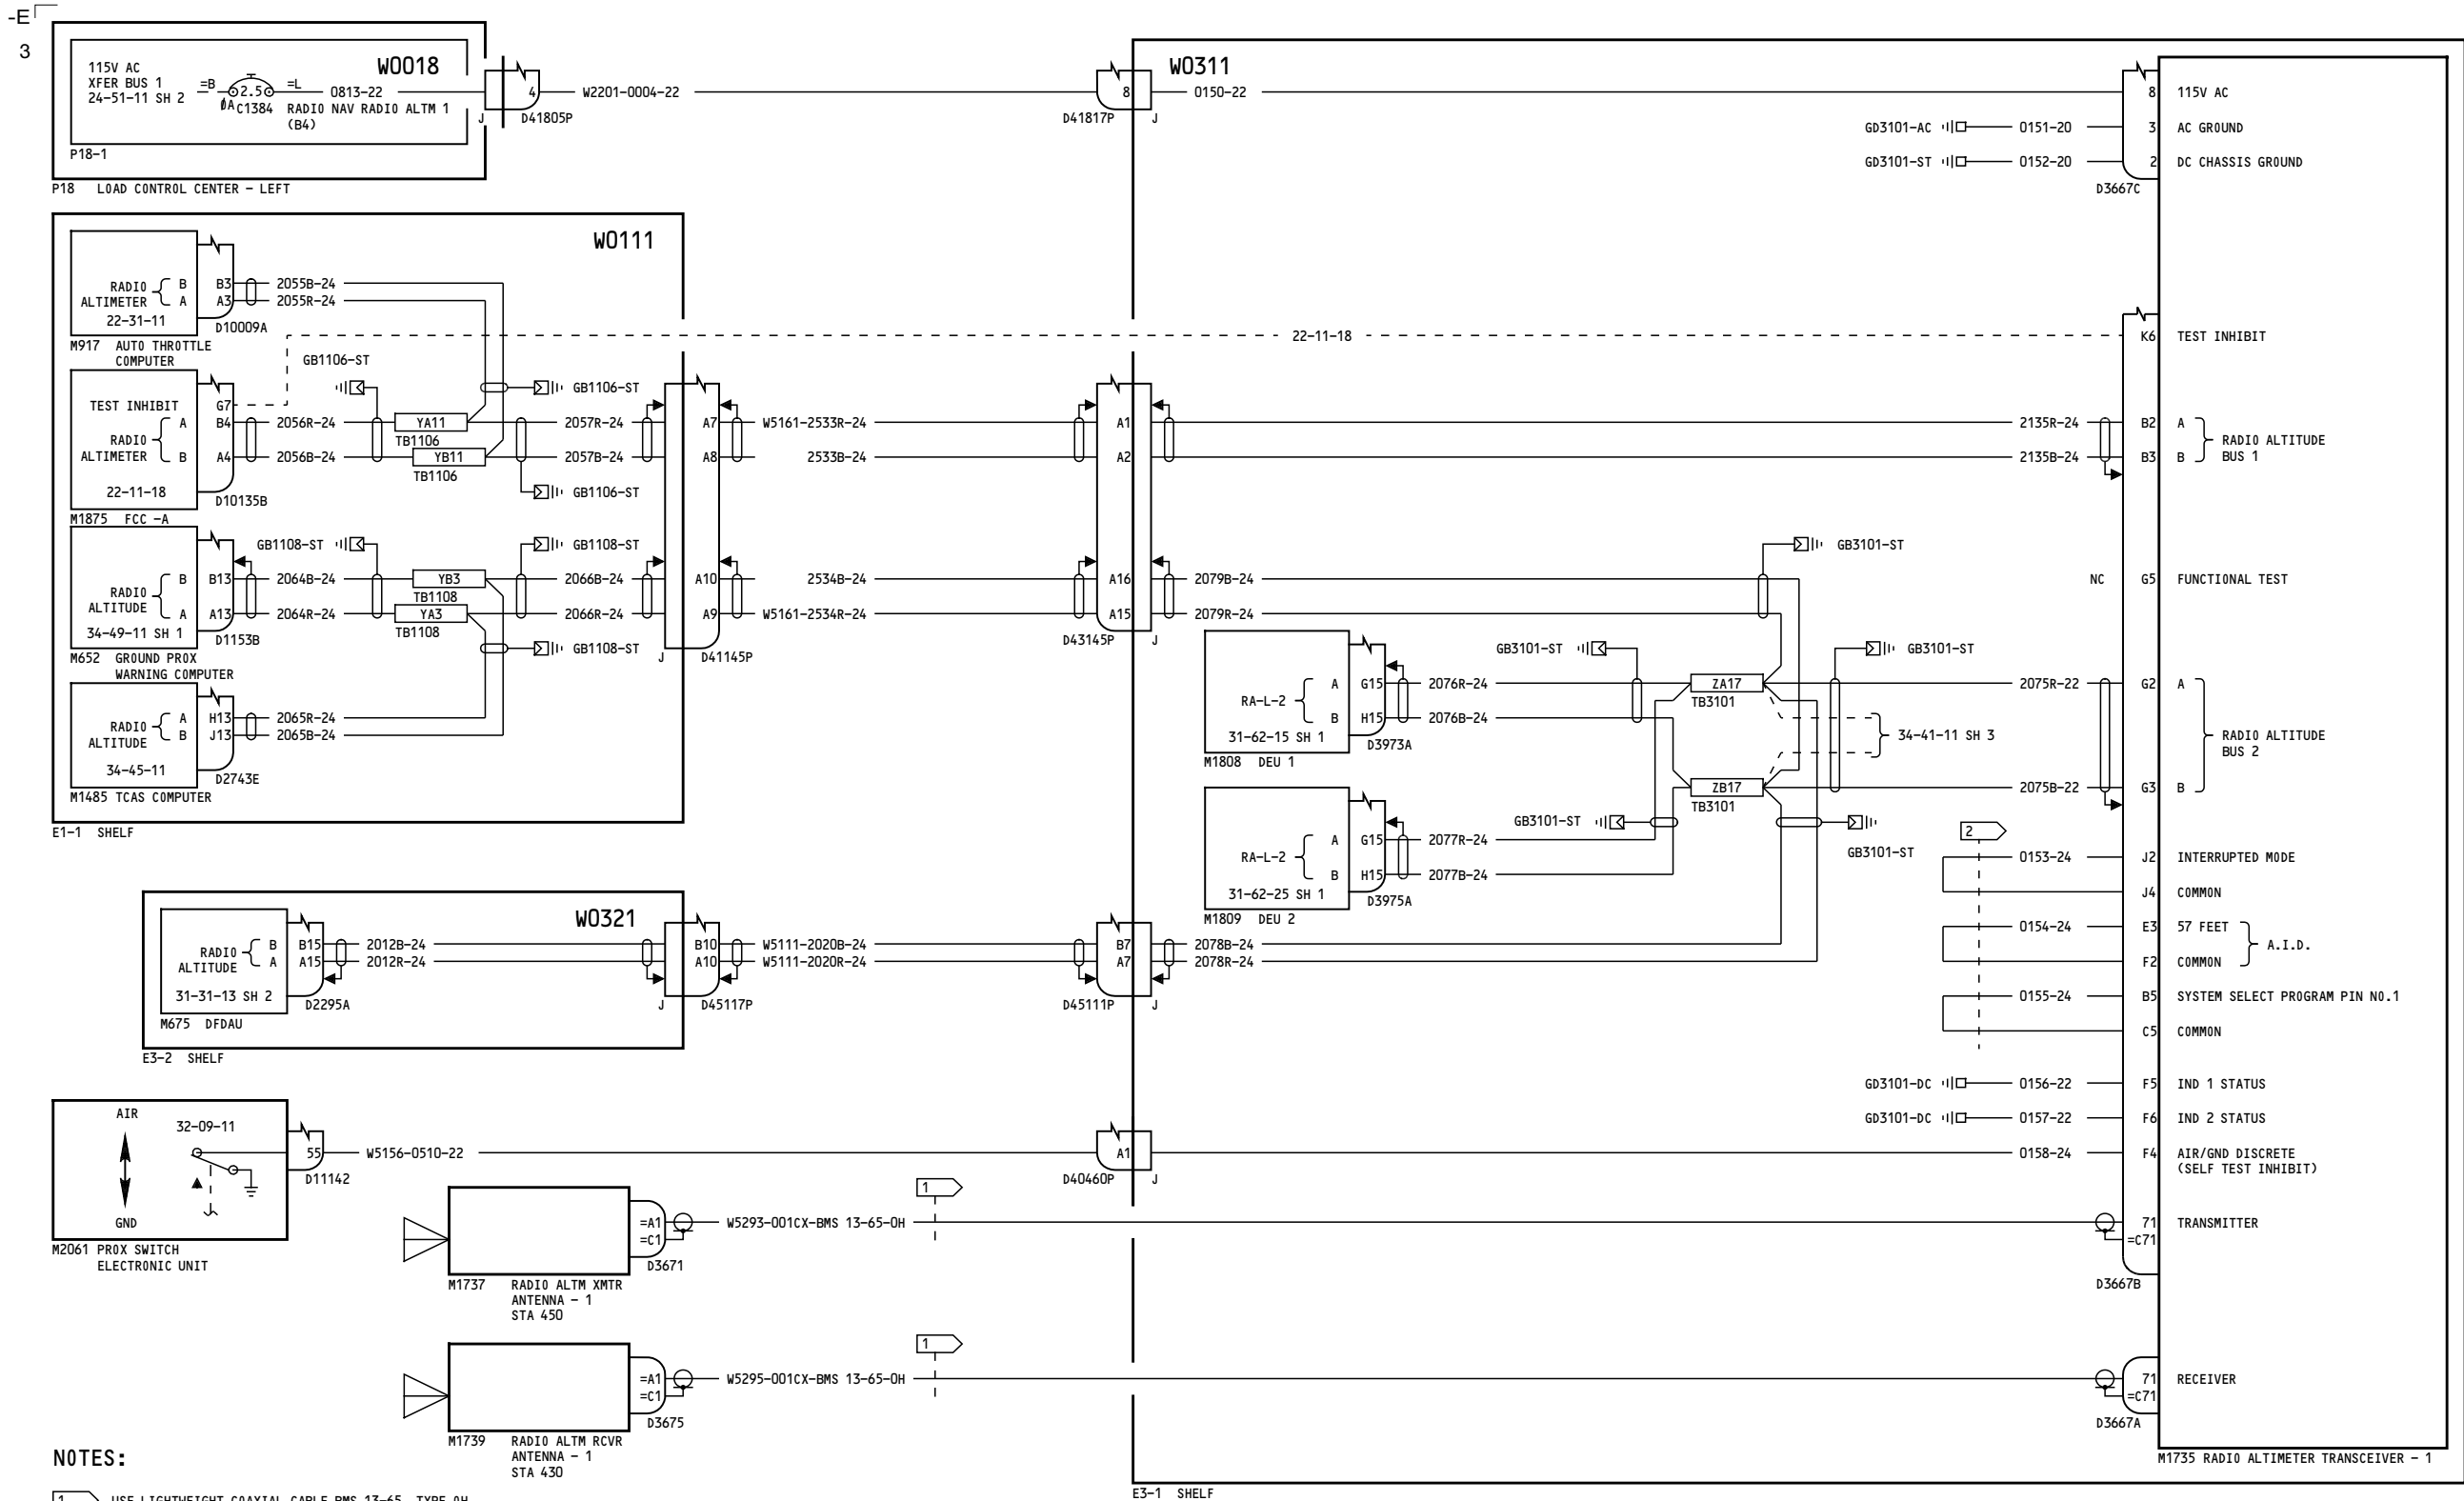 -E
3
W0018
115V AC
XFER BUS 1
24-51-11 SH 2
=B
2.5
=L
0813-22
C1384
RADIO NAV RADIO ALTM 1
(B4)
P18-1
P18 LOAD CONTROL CENTER - LEFT
J
4
D41805P
W2201-0004-22
8
D41817P
J
W0311
0150-22
8 115V AC
GD3101-AC 0151-20 3 AC GROUND
GD3101-ST 0152-20 2 DC CHASSIS GROUND
D3667C
W0111
RADIO ALTIMETER
B B3 2055B-24
A A3 2055R-24
22-31-11
D10009A
M917 AUTO THROTTLE
COMPUTER
22-11-18
K6 TEST INHIBIT
GB1106-ST
GB1106-ST
TEST INHIBIT G7
RADIO
ALTIMETER
A B4 2056R-24 YA11 2057R-24 A7 W5161-2533R-24 A1 2135R-24 B2 A
TB1106
B A4 2056B-24 YB11 2057B-24 A8 2533B-24 A2 2135B-24 B3 B
TB1106
RADIO ALTITUDE
BUS 1
22-11-18
D10135B
GB1106-ST
M1875 FCC -A
GB1108-ST
GB1108-ST
GB3101-ST
RADIO
ALTITUDE
B B13 2064B-24 YB3 2066B-24 A10 2534B-24 A16 2079B-24
TB1108
NC G5 FUNCTIONAL TEST
A A13 2064R-24 YA3 2066R-24 A9 W5161-2534R-24 A15 2079R-24
TB1108
34-49-11 SH 1
D1153B
GB1108-ST
J
D41145P
D43145P
J
M652 GROUND PROX
WARNING COMPUTER
RADIO
ALTITUDE
A H13 2065R-24
B J13 2065B-24
34-45-11
D2743E
M1485 TCAS COMPUTER
E1-1 SHELF
GB3101-ST
GB3101-ST
RA-L-2
A G15 2076R-24 ZA17 2075R-22 G2 A
TB3101
B H15 2076B-24
31-62-15 SH 1
D3973A
M1808 DEU 1
34-41-11 SH 3
RADIO ALTITUDE
BUS 2
ZB17 2075B-22 G3 B
TB3101
GB3101-ST
GB3101-ST
RA-L-2
A G15 2077R-24
B H15 2077B-24
31-62-25 SH 1
D3975A
M1809 DEU 2
2
0153-24 J2 INTERRUPTED MODE
J4 COMMON
0154-24 E3 57 FEET
F2 COMMON
A.I.D.
0155-24 B5 SYSTEM SELECT PROGRAM PIN NO.1
C5 COMMON
W0321
RADIO
ALTITUDE
B B15 2012B-24 B10 W5111-2020B-24 B7 2078B-24
A A15 2012R-24 A10 W5111-2020R-24 A7 2078R-24
31-31-13 SH 2
D2295A
J
D45117P
D45111P
J
M675 DFDAU
E3-2 SHELF
GD3101-DC 0156-22 F5 IND 1 STATUS
GD3101-DC 0157-22 F6 IND 2 STATUS
AIR
32-09-11
GND
55 W5156-0510-22 A1 0158-24 F4 AIR/GND DISCRETE
(SELF TEST INHIBIT)
D11142
D40460P
J
M2061 PROX SWITCH
ELECTRONIC UNIT
1
=A1 W5293-001CX-BMS 13-65-0H 71 TRANSMITTER
=C1 =C71
D3671
D3667B
M1737 RADIO ALTM XMTR
ANTENNA - 1
STA 450
1
=A1 W5295-001CX-BMS 13-65-0H 71 RECEIVER
=C1 =C71
D3675
D3667A
M1739 RADIO ALTM RCVR
ANTENNA - 1
STA 430
M1735 RADIO ALTIMETER TRANSCEIVER - 1
E3-1 SHELF
NOTES:
1 USE LIGHTWEIGHT COAXIAL CABLE BMS 13-65, TYPE 0H